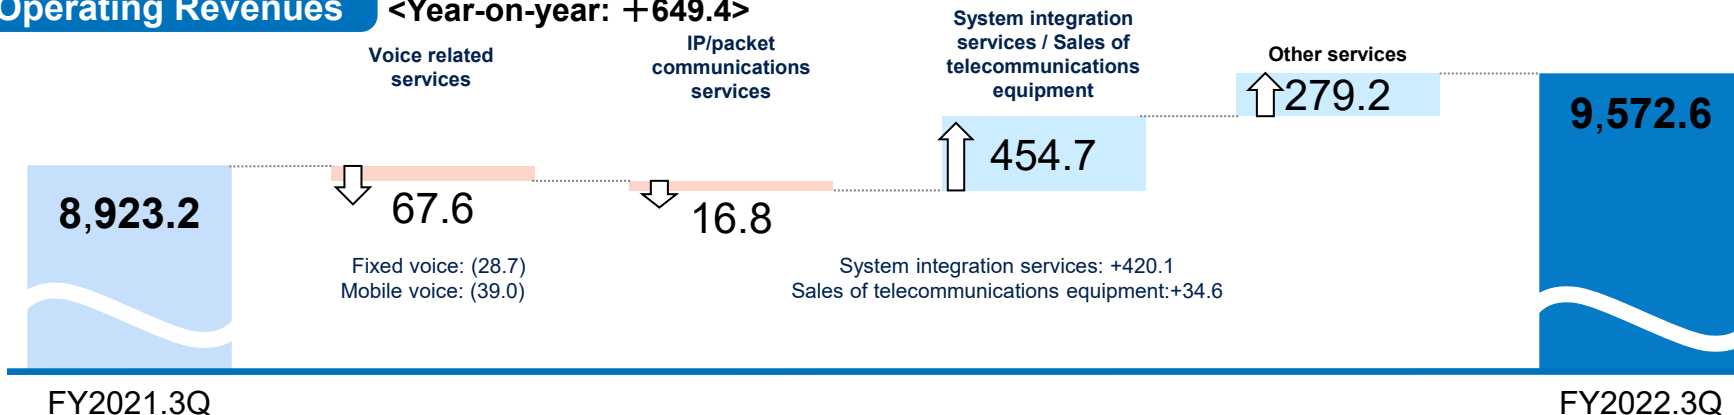 Operating Revenues
<Year-on-year: ＋649.4>
Voice related
services
IP/packet
communications
services
System integration
services / Sales of
telecommunications
equipment
Other services
8,923.2
67.6
16.8
454.7
279.2
9,572.6
Fixed voice: (28.7)
Mobile voice: (39.0)
System integration services: +420.1
Sales of telecommunications equipment:+34.6
FY2021.3Q
FY2022.3Q